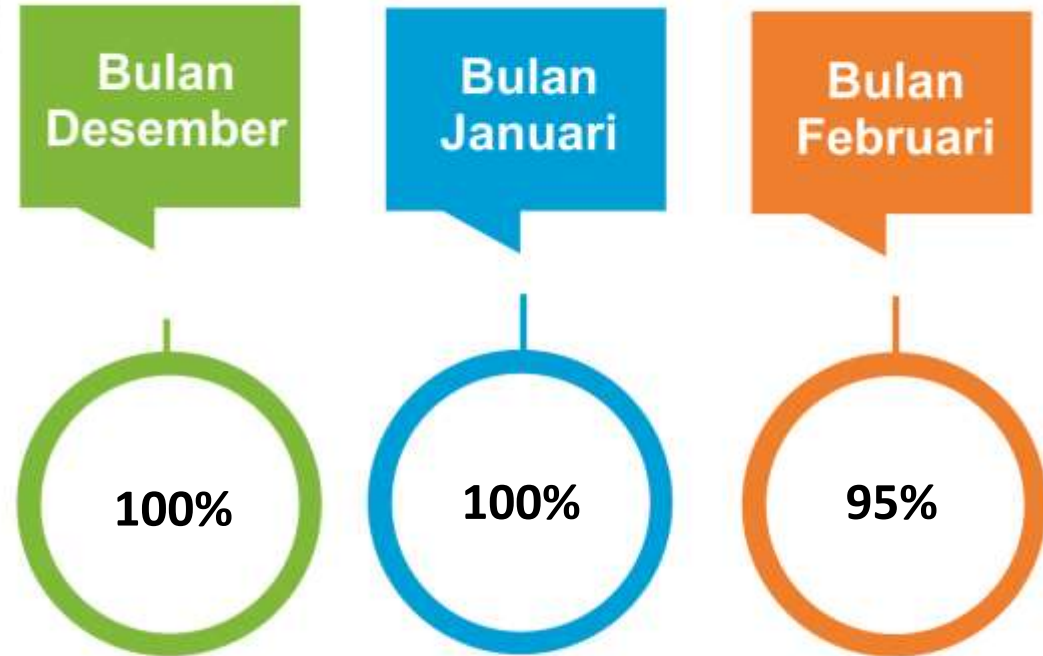 Bulan
Desember
Bulan
Januari
Bulan
Februari
100%
100%
95%